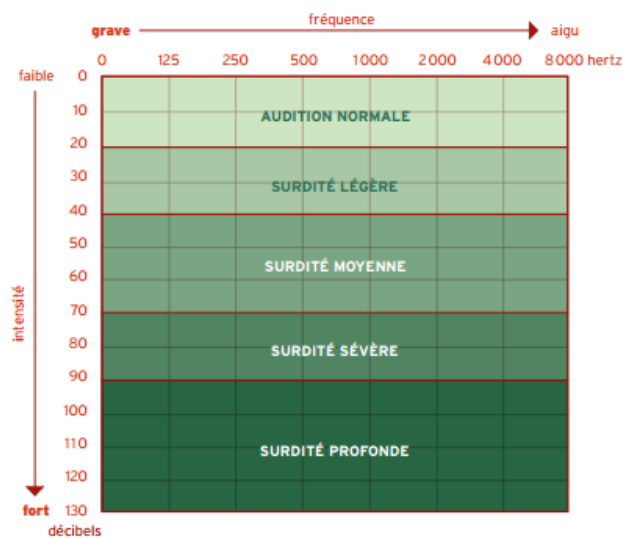 fréquence
grave aigu
0 125 250 500 1000 2000 4000 8000 hertz
faible 0
10
AUDITION NORMALE
20
30
SURDITÉ LÉGÈRE
40
50
SURDITÉ MOYENNE
60
intensité
70
80
SURDITÉ SÉVÈRE
90
100
110
SURDITÉ PROFONDE
120
fort 130
décibels